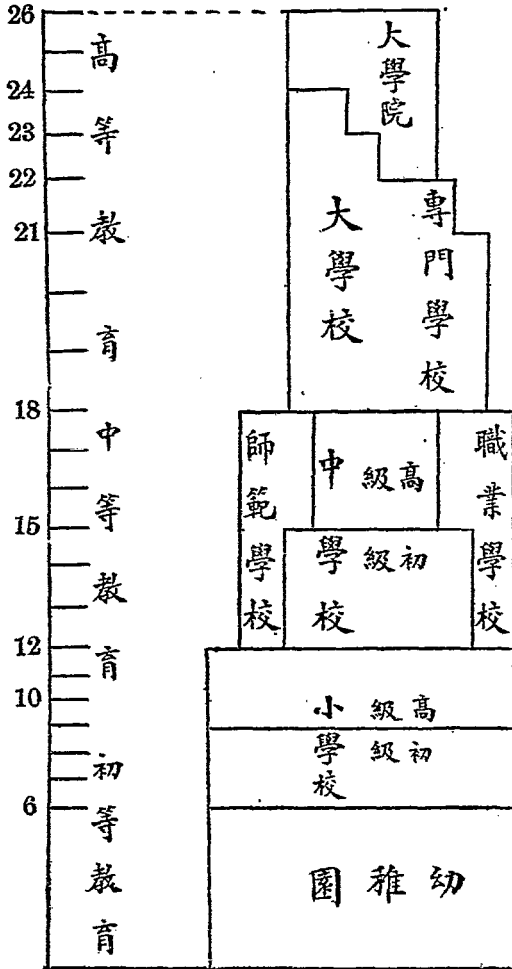 26
24
23
22
21
18
15
12
10
6
高等教育
中等教育
初等教育
大學院
大學校
專門學校
師範學校
中學校
高級
初級
職業學校
小學校
高級
初級
幼稚園